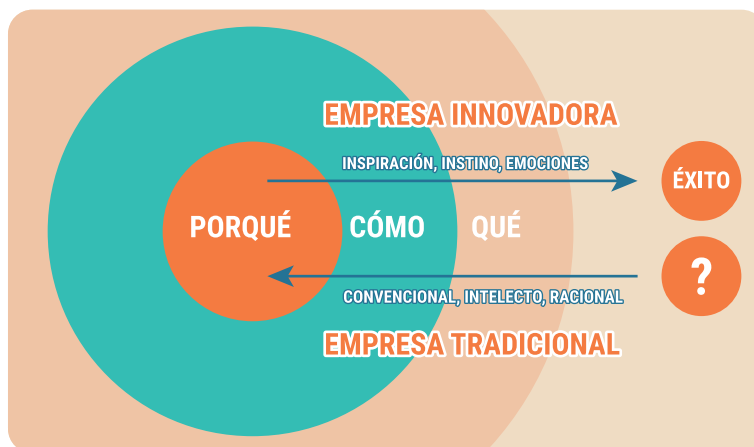 EMPRESA INNOVADORA
INSPIRACIÓN, INSTINO, EMOCIONES
ÉXITO
PORQUÉ
CÓMO
QUÉ
?
CONVENCIONAL, INTELECTO, RACIONAL
EMPRESA TRADICIONAL